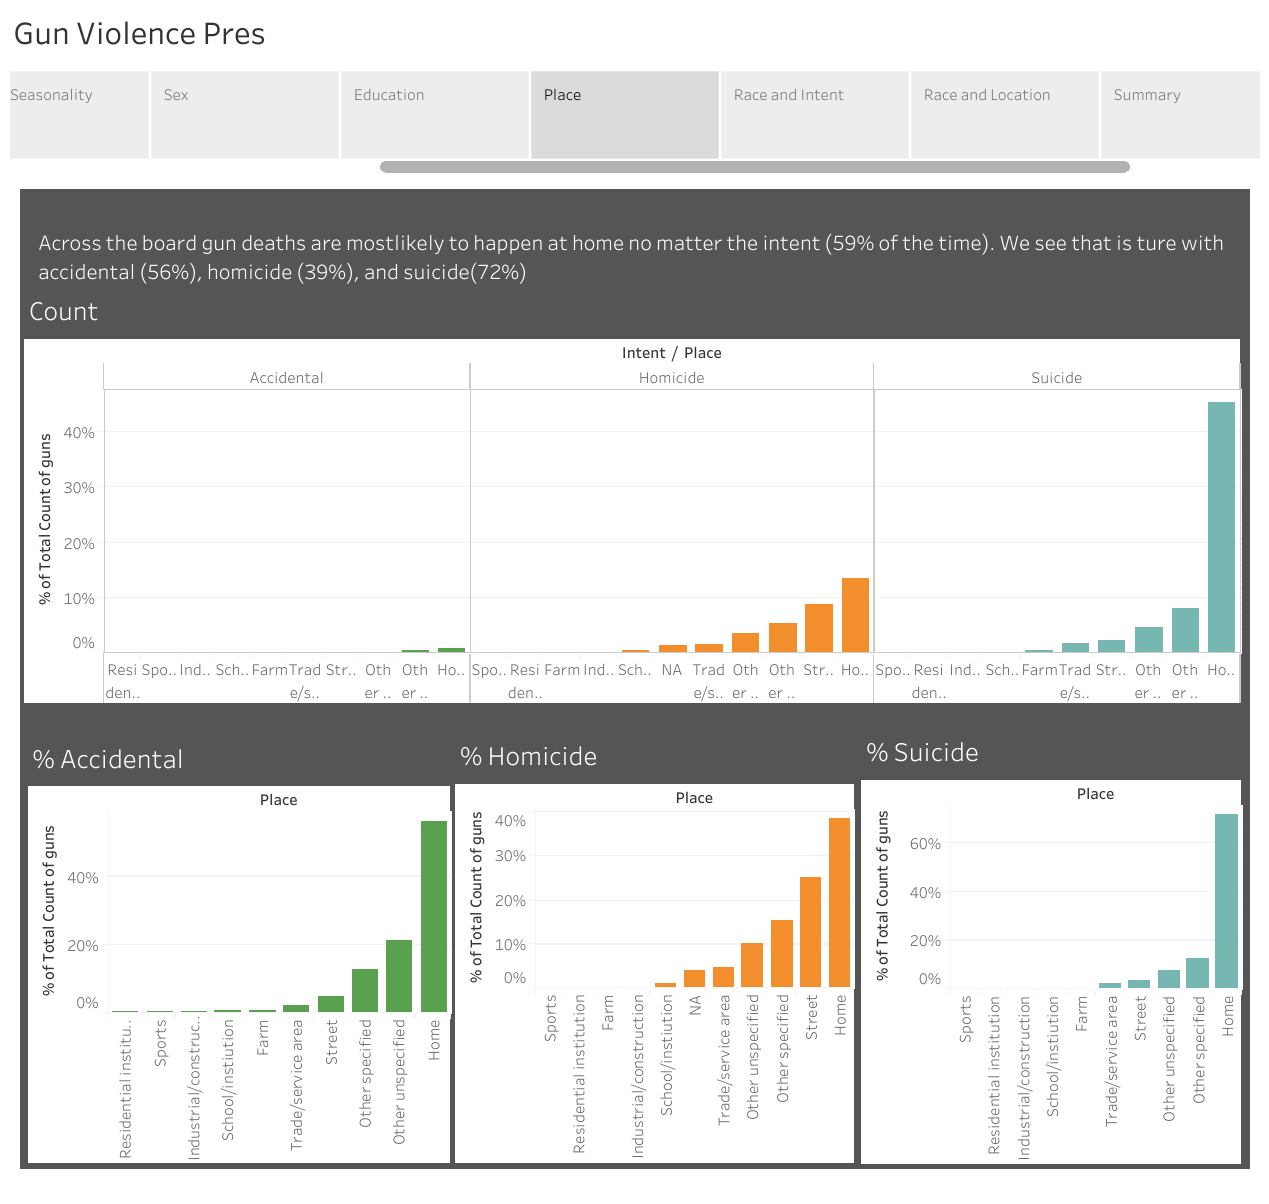 Gun Violence Pres
Seasonality
Sex
Education
Place
Race and Intent
Race and Location
Summary
Across the board gun deaths are mostlikely to happen at home no matter the intent (59% of the time). We see that is ture with
accidental (56%), homicide (39%), and suicide(72%)
Count
Intent / Place
Accidental
Homicide
Suicide
% of Total Count of guns
40%
30%
20%
10%
0%
Resi
den..
Spo..
Ind..
Sch..
Farm
Trad
e/s..
Str..
Oth
er ..
Oth
er ..
Ho..
Spo..
Resi
den..
Farm
Ind..
Sch..
NA
Trad
e/s..
Oth
er ..
Oth
er ..
Str..
Ho..
Spo..
Resi
den..
Ind..
Sch..
Farm
Trad
e/s..
Str..
Oth
er ..
Oth
er ..
Ho..
% Accidental
Place
% of Total Count of guns
40%
20%
0%
Residential institu..
Sports
Industrial/construc..
School/instiution
Farm
Trade/service area
Street
Other specified
Other unspecified
Home
% Homicide
Place
% of Total Count of guns
40%
30%
20%
10%
0%
Sports
Residential institution
Farm
Industrial/construction
School/instiution
NA
Trade/service area
Other unspecified
Other specified
Street
Home
% Suicide
Place
% of Total Count of guns
60%
40%
20%
0%
Sports
Residential institution
Industrial/construction
School/instiution
Farm
Trade/service area
Street
Other unspecified
Other specified
Home